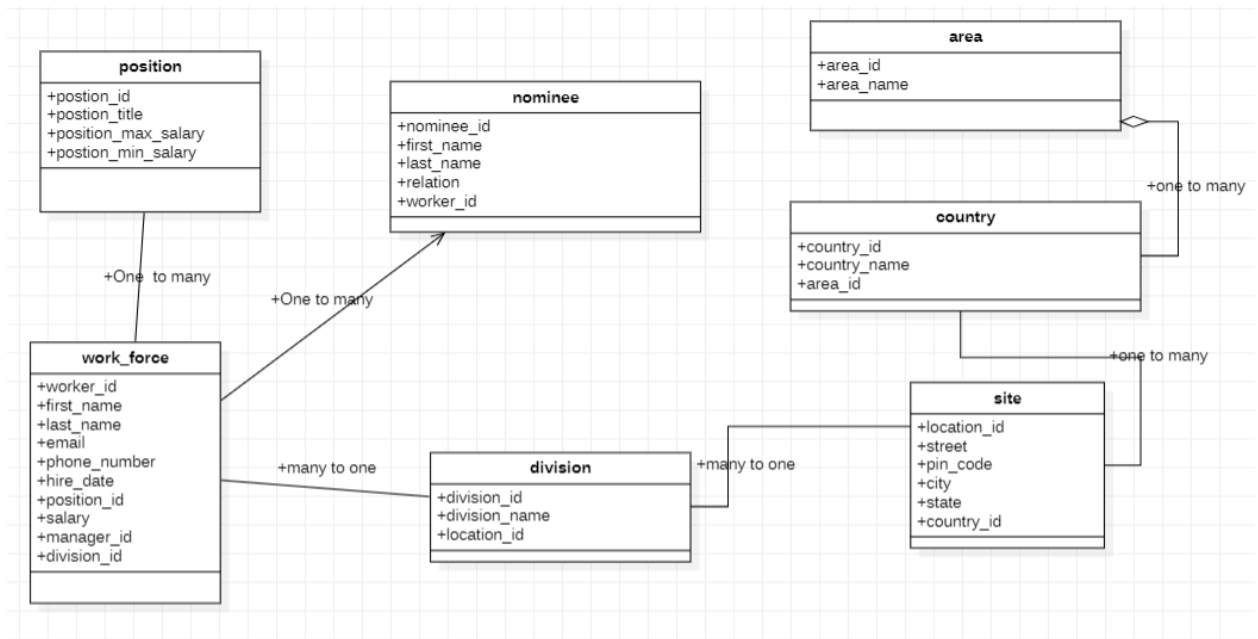 position
+postion_id
+postion_title
+position_max_salary
+postion_min_salary
nominee
+nominee_id
+first_name
+last_name
+relation
+worker_id
area
+area_id
+area_name
+one to many
country
+country_id
+country_name
+area_id
+One  to many
+One to many
+one to many
work_force
+worker_id
+first_name
+last_name
+email
+phone_number
+hire_date
+position_id
+salary
+manager_id
+division_id
+many to one
division
+division_id
+division_name
+location_id
+many to one
site
+location_id
+street
+pin_code
+city
+state
+country_id